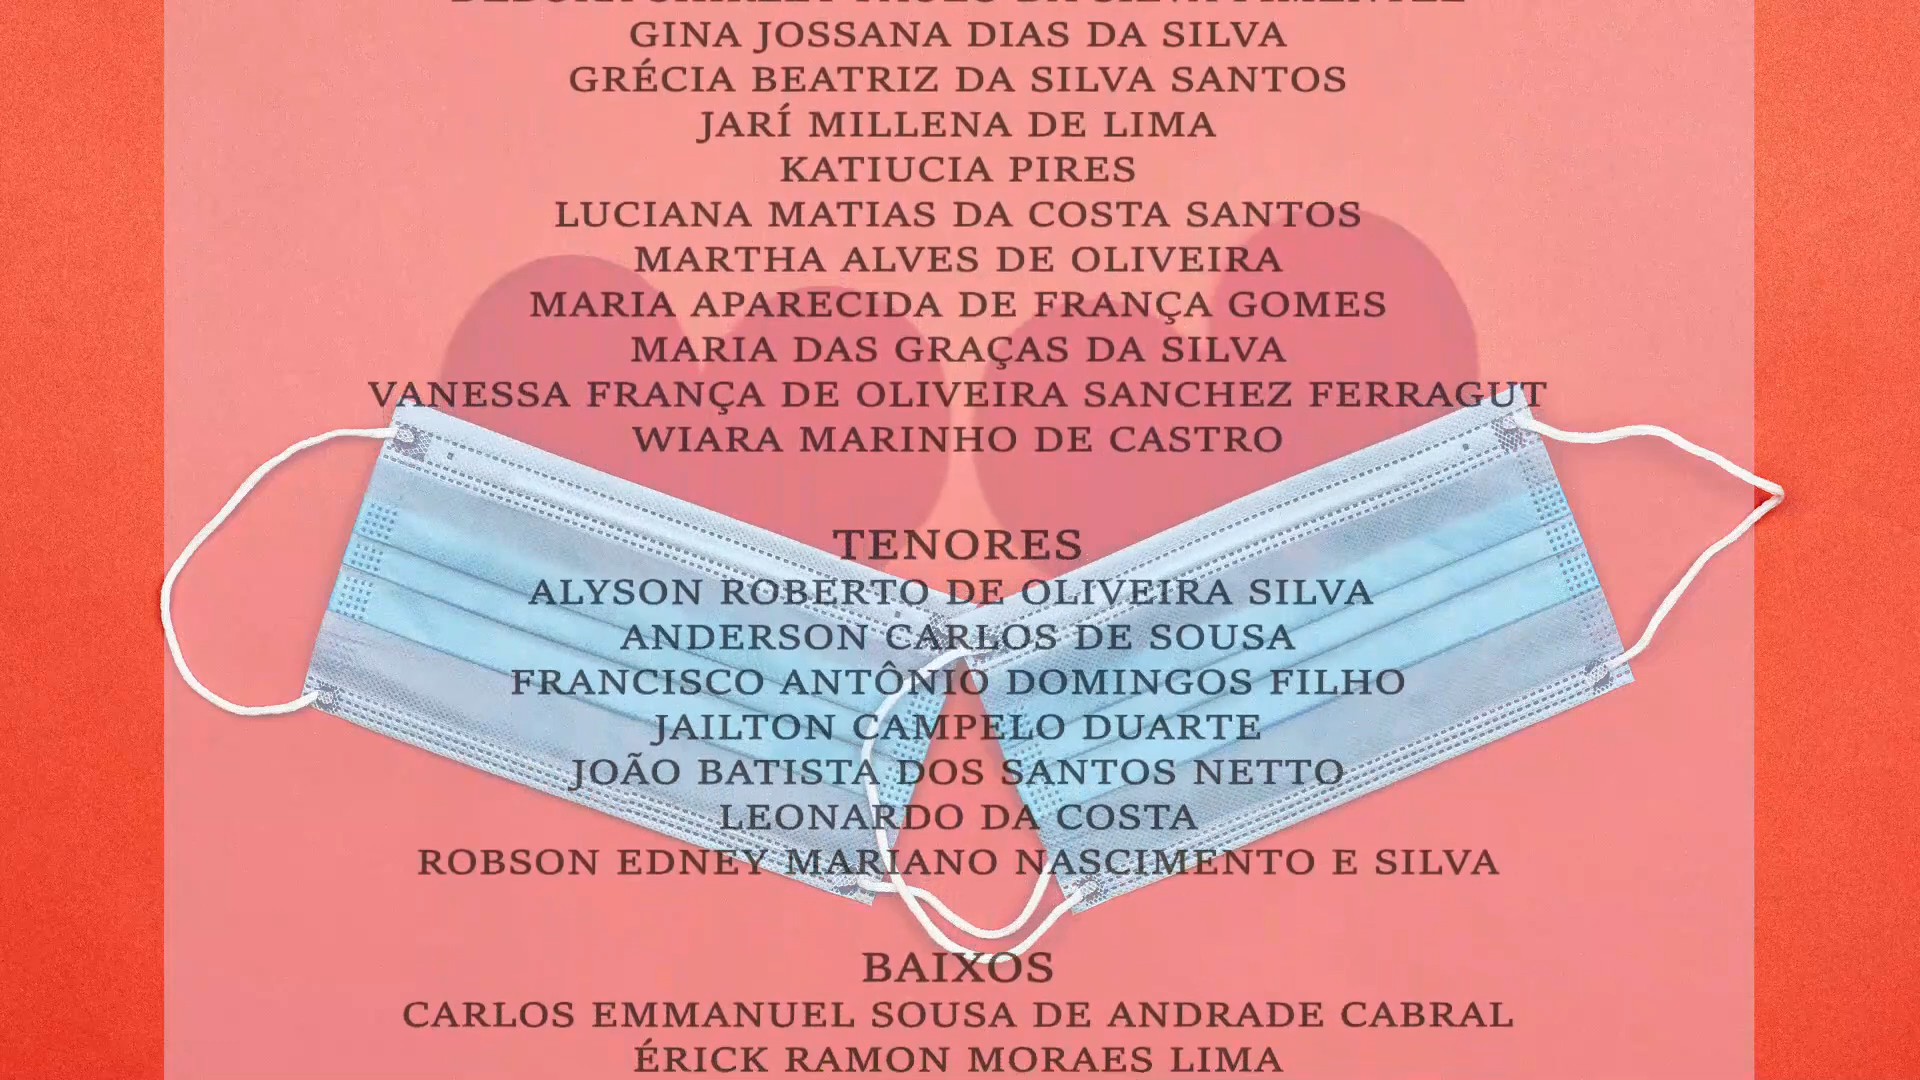 GINA JOSSANA DIAS DA SILVA
GRÉCIA BEATRIZ DA SILVA SANTOS
JARÍ MILLENA DE LIMA
KATIUCIA PIRES
LUCIANA MATIAS DA COSTA SANTOS
MARTHA ALVES DE OLIVEIRA
MARIA APARECIDA DE FRANÇA GOMES
MARIA DAS GRAÇAS DA SILVA
VANESSA FRANÇA DE OLIVEIRA SANCHEZ FERRAGUT
WIARA MARINHO DE CASTRO
TENORES
ALYSON ROBERTO DE OLIVEIRA SILVA
ANDERSON CARLOS DE SOUSA
FRANCISCO ANTÔNIO DOMINGOS FILHO
JAILTON CAMPELO DUARTE
JOÃO BATISTA DOS SANTOS NETTO
LEONARDO DA COSTA
ROBSON EDNEY MARIANO NASCIMENTO E SILVA
BAIXOS
CARLOS EMMANUEL SOUSA DE ANDRADE CABRAL
ÉRICK RAMON MORAES LIMA